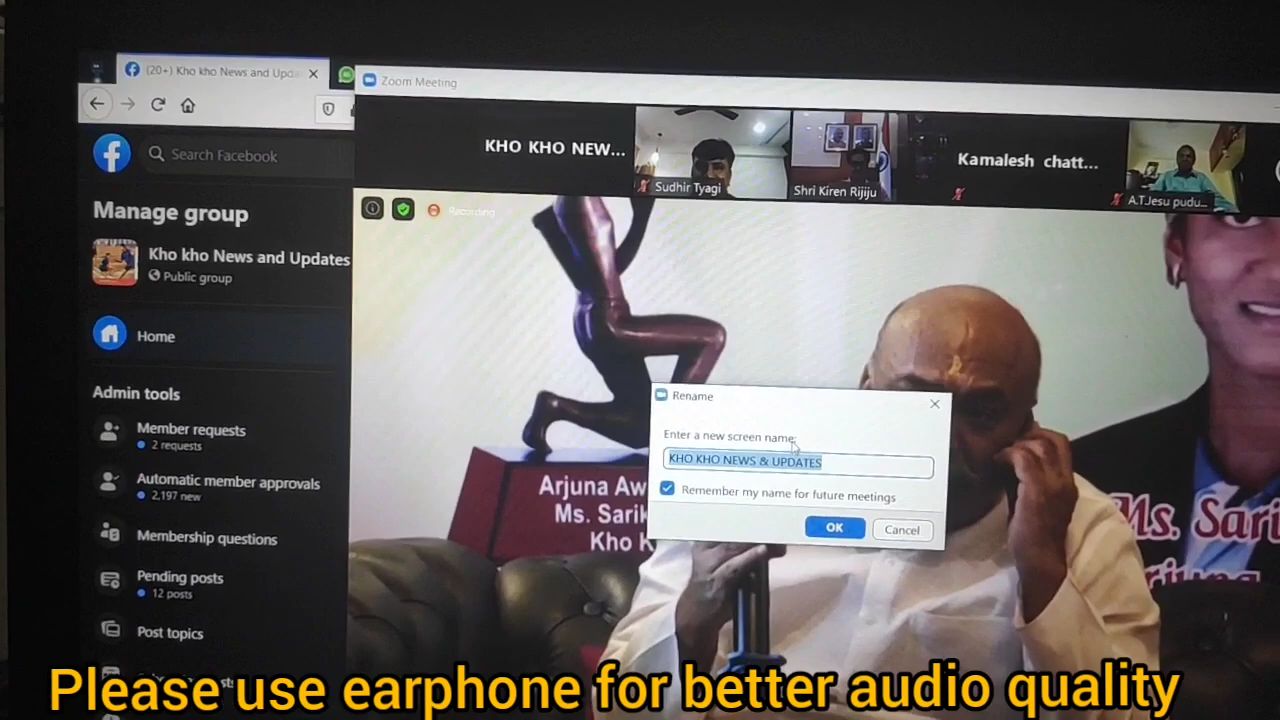 (20+) Kho kho News and Upda
Zoom Meeting
Search Facebook
KHO KHO NEW...
Sudhir Tyagi
Shri Kiren Rijiju
Kamalesh chatt...
A.T.Jesu pudu...
Manage group
Recording
Kho kho News and Updates
Public group
Home
Admin tools
Member requests
2 requests
Automatic member approvals
2,197 new
Membership questions
Pending posts
12 posts
Post topics
Rename
Enter a new screen name:
KHO KHO NEWS & UPDATES
Remember my name for future meetings
OK
Cancel
Arjuna Aw
Ms. Sarik
Kho K
Ms. Sari
Please use earphone for better audio quality